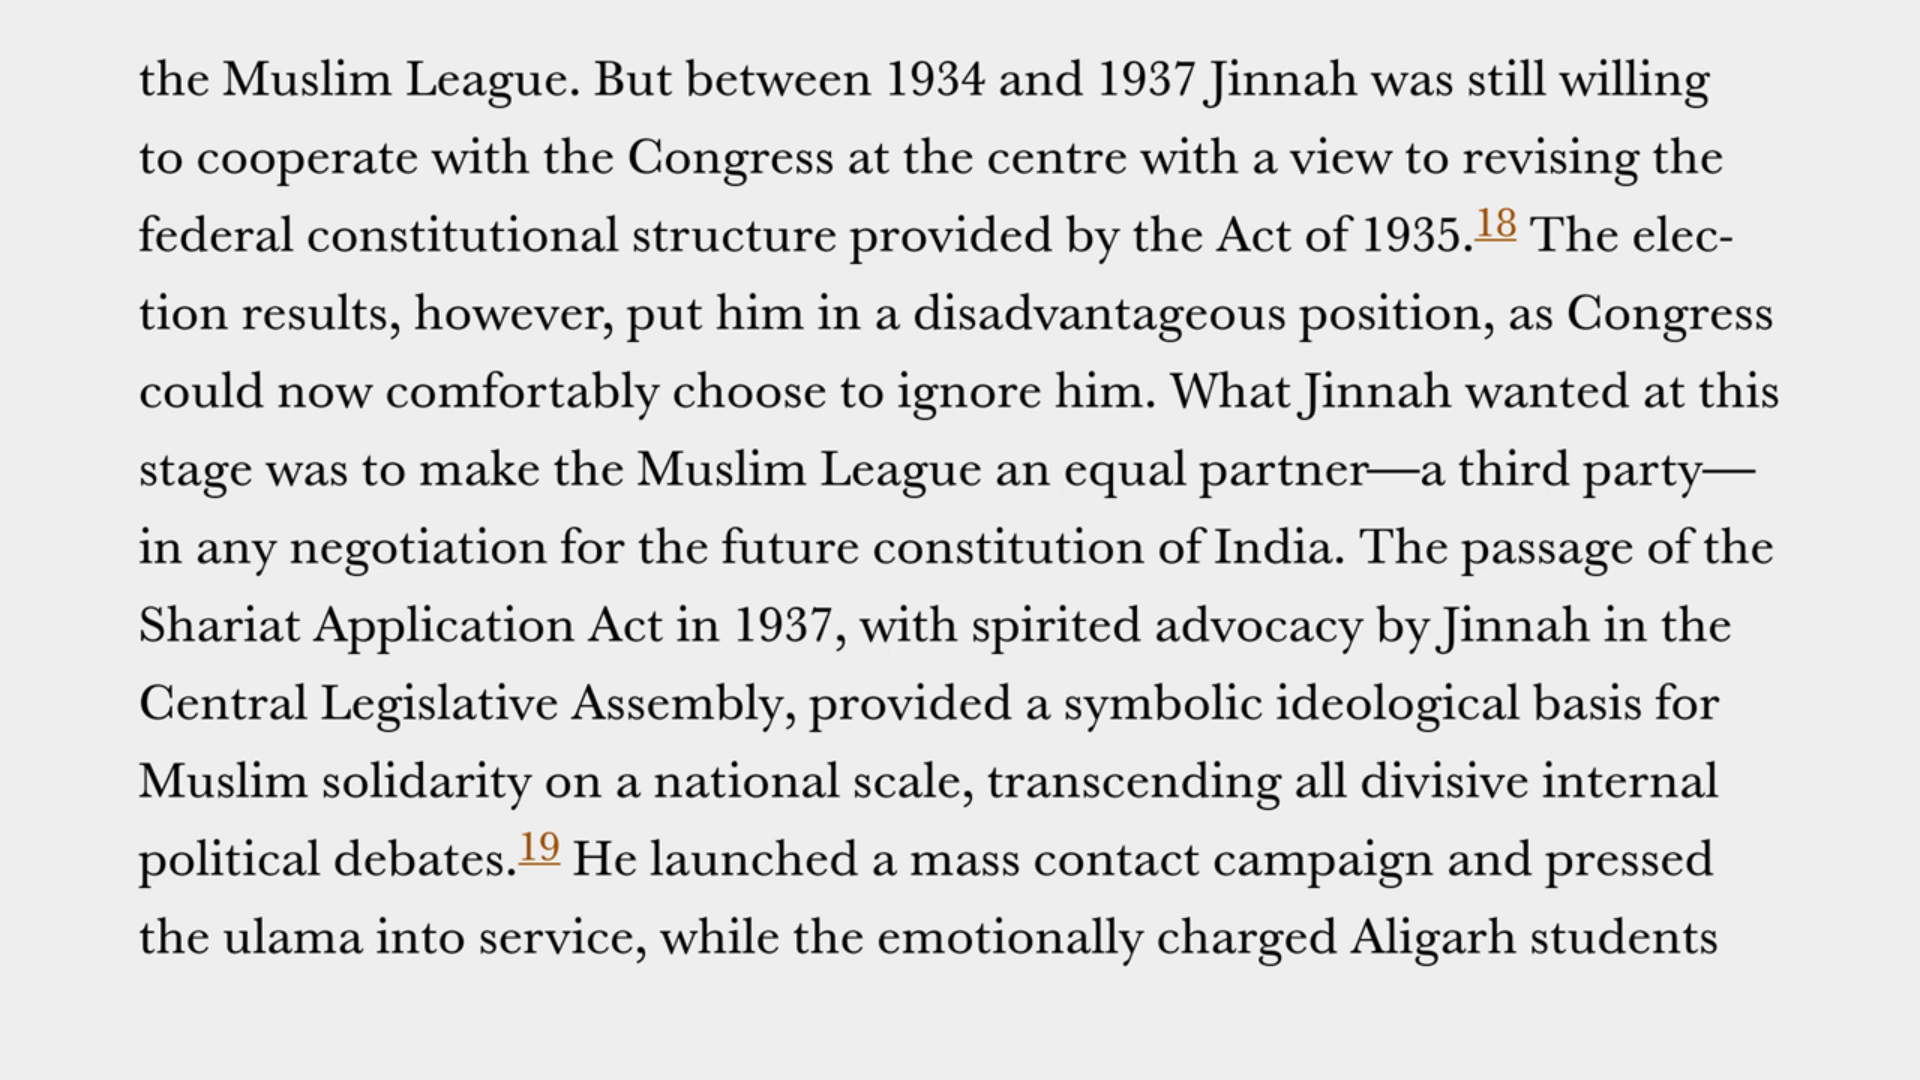 the Muslim League. But between 1934 and 1937 Jinnah was still willing
to cooperate with the Congress at the centre with a view to revising the
federal constitutional structure provided by the Act of 1935.18 The elec-
tion results, however, put him in a disadvantageous position, as Congress
could now comfortably choose to ignore him. What Jinnah wanted at this
stage was to make the Muslim League an equal partner—a third party—
in any negotiation for the future constitution of India. The passage of the
Shariat Application Act in 1937, with spirited advocacy by Jinnah in the
Central Legislative Assembly, provided a symbolic ideological basis for
Muslim solidarity on a national scale, transcending all divisive internal
political debates.19 He launched a mass contact campaign and pressed
the ulama into service, while the emotionally charged Aligarh students